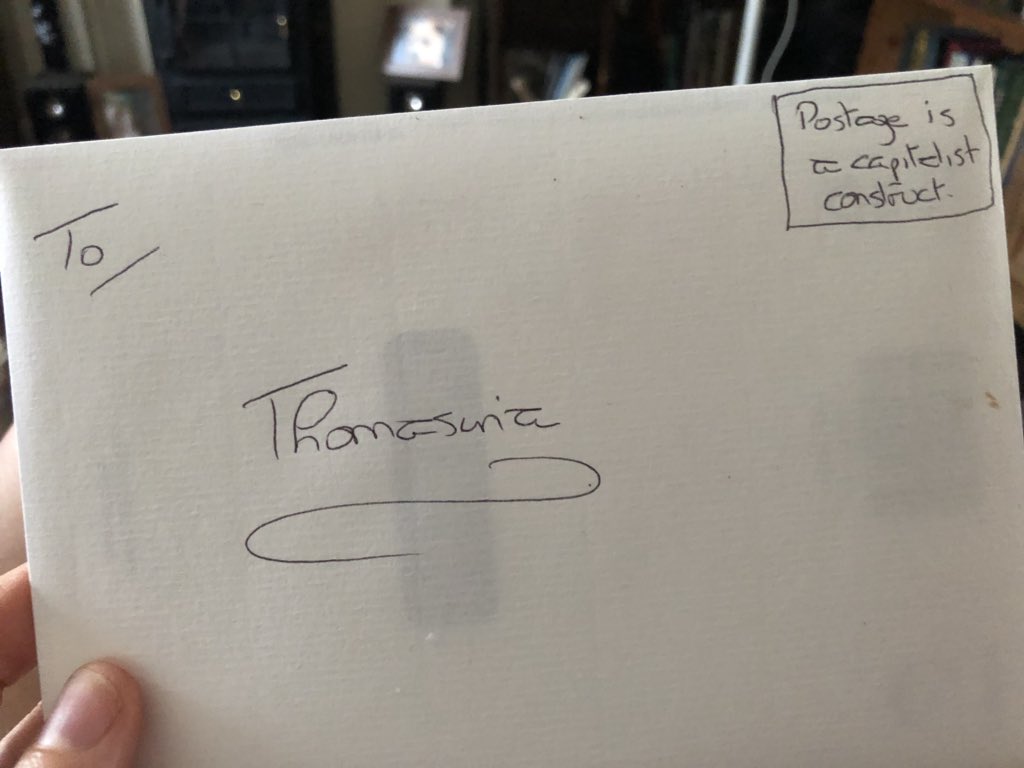 Postage is
a capitalist
construct.
To
Thomasina